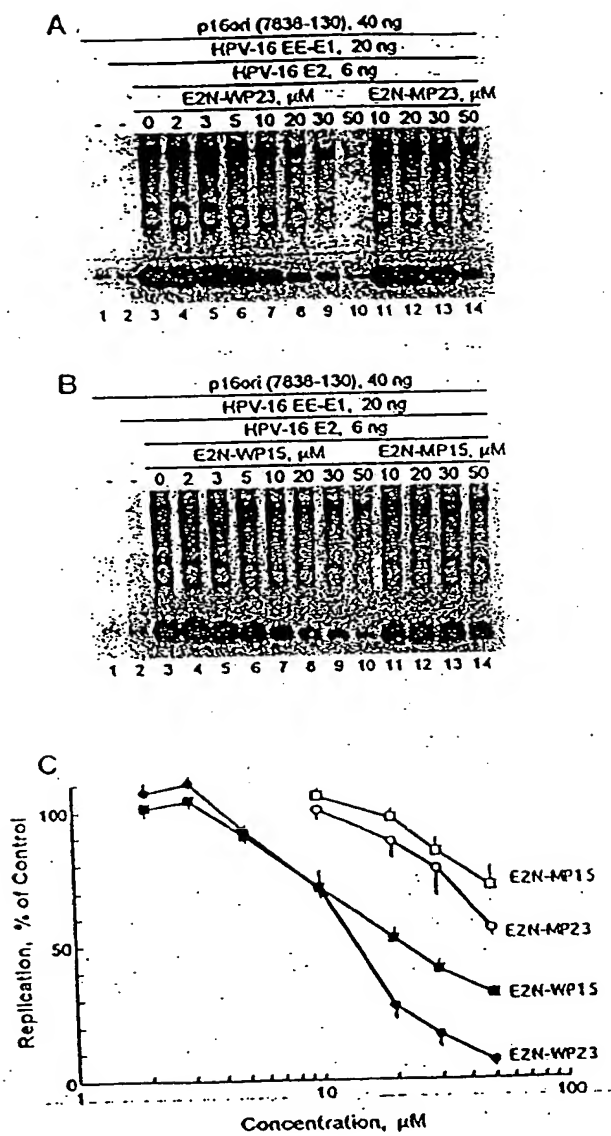 A
p16ori (7838-130), 40 ng
HPV-16 EE-E1, 20 ng
HPV-16 E2, 6 ng
E2N-WP23, µM E2N-MP23, µM
- - 0 2 3 5 10 20 30 50 10 20 30 50
1 2 3 4 5 6 7 8 9 10 11 12 13 14
B
p16ori (7838-130), 40 ng
HPV-16 EE-E1, 20 ng
HPV-16 E2, 6 ng
E2N-WP15, µM E2N-MP15, µM
0 2 3 5 10 20 30 50 10 20 30 50
1 2 3 4 5 6 7 8 9 10 11 12 13 14
C
Replication, % of Control
100
50
0
E2N-MP15
E2N-MP23
E2N-WP15
E2N-WP23
1 10 100
Concentration, µM